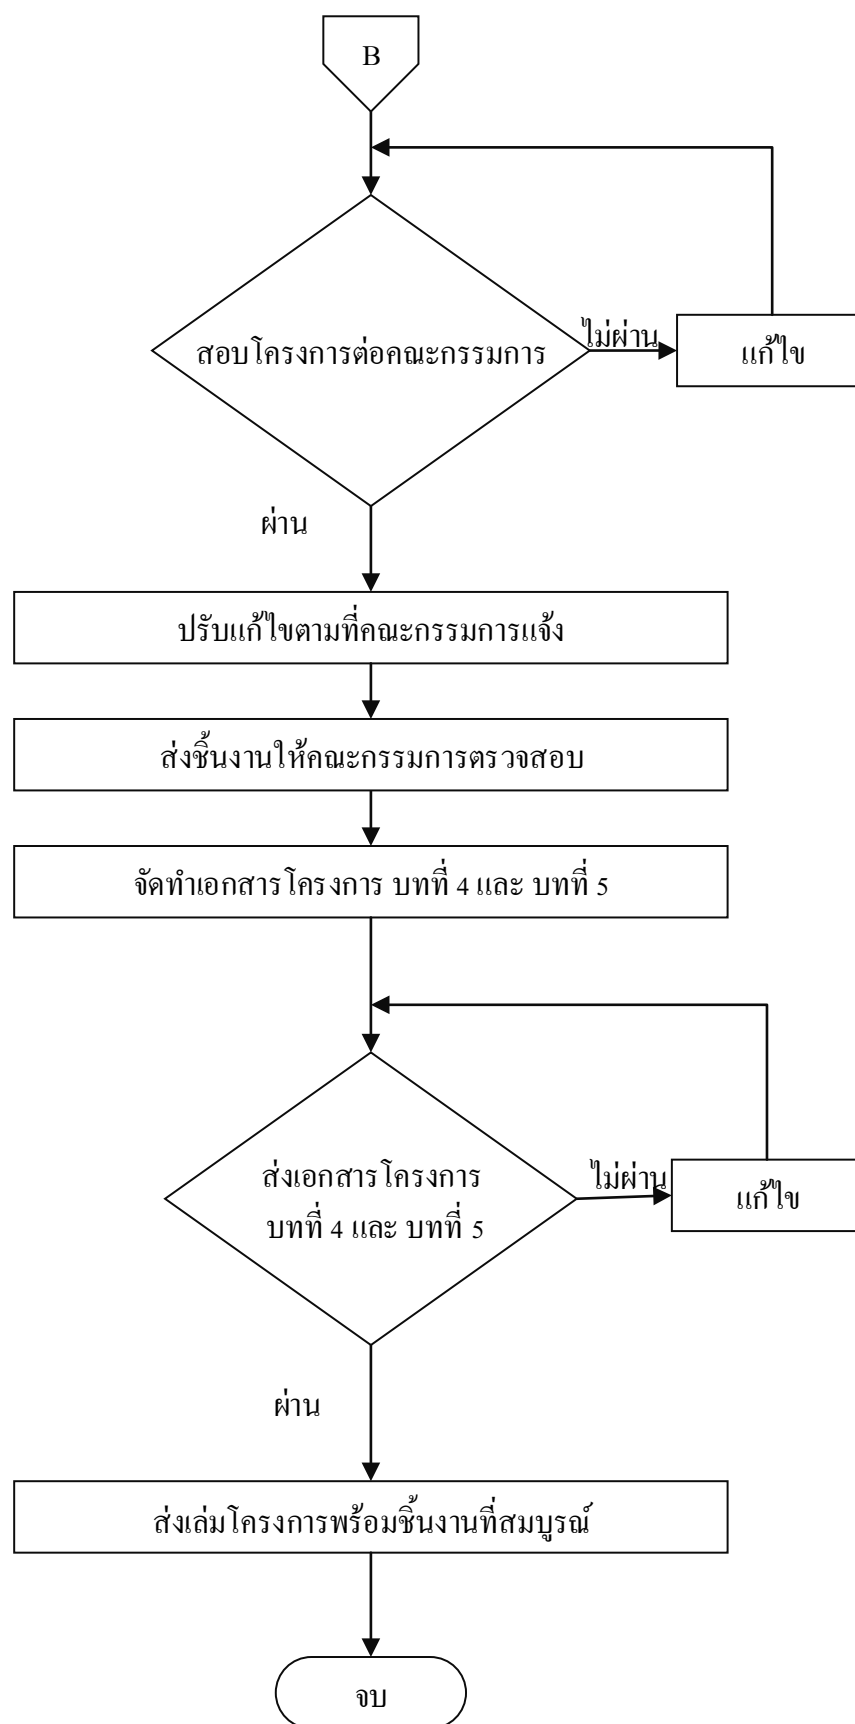 B
สอบโครงการต่อคณะกรรมการ
ไม่ผ่าน
แก้ไข
ผ่าน
ปรับแก้ไขตามที่คณะกรรมการแจ้ง
ส่งชิ้นงานให้คณะกรรมการตรวจสอบ
จัดทำเอกสารโครงการ บทที่ 4 และ บทที่ 5
ส่งเอกสารโครงการ
บทที่ 4 และ บทที่ 5
ไม่ผ่าน
แก้ไข
ผ่าน
ส่งเล่มโครงการพร้อมชิ้นงานที่สมบูรณ์
จบ